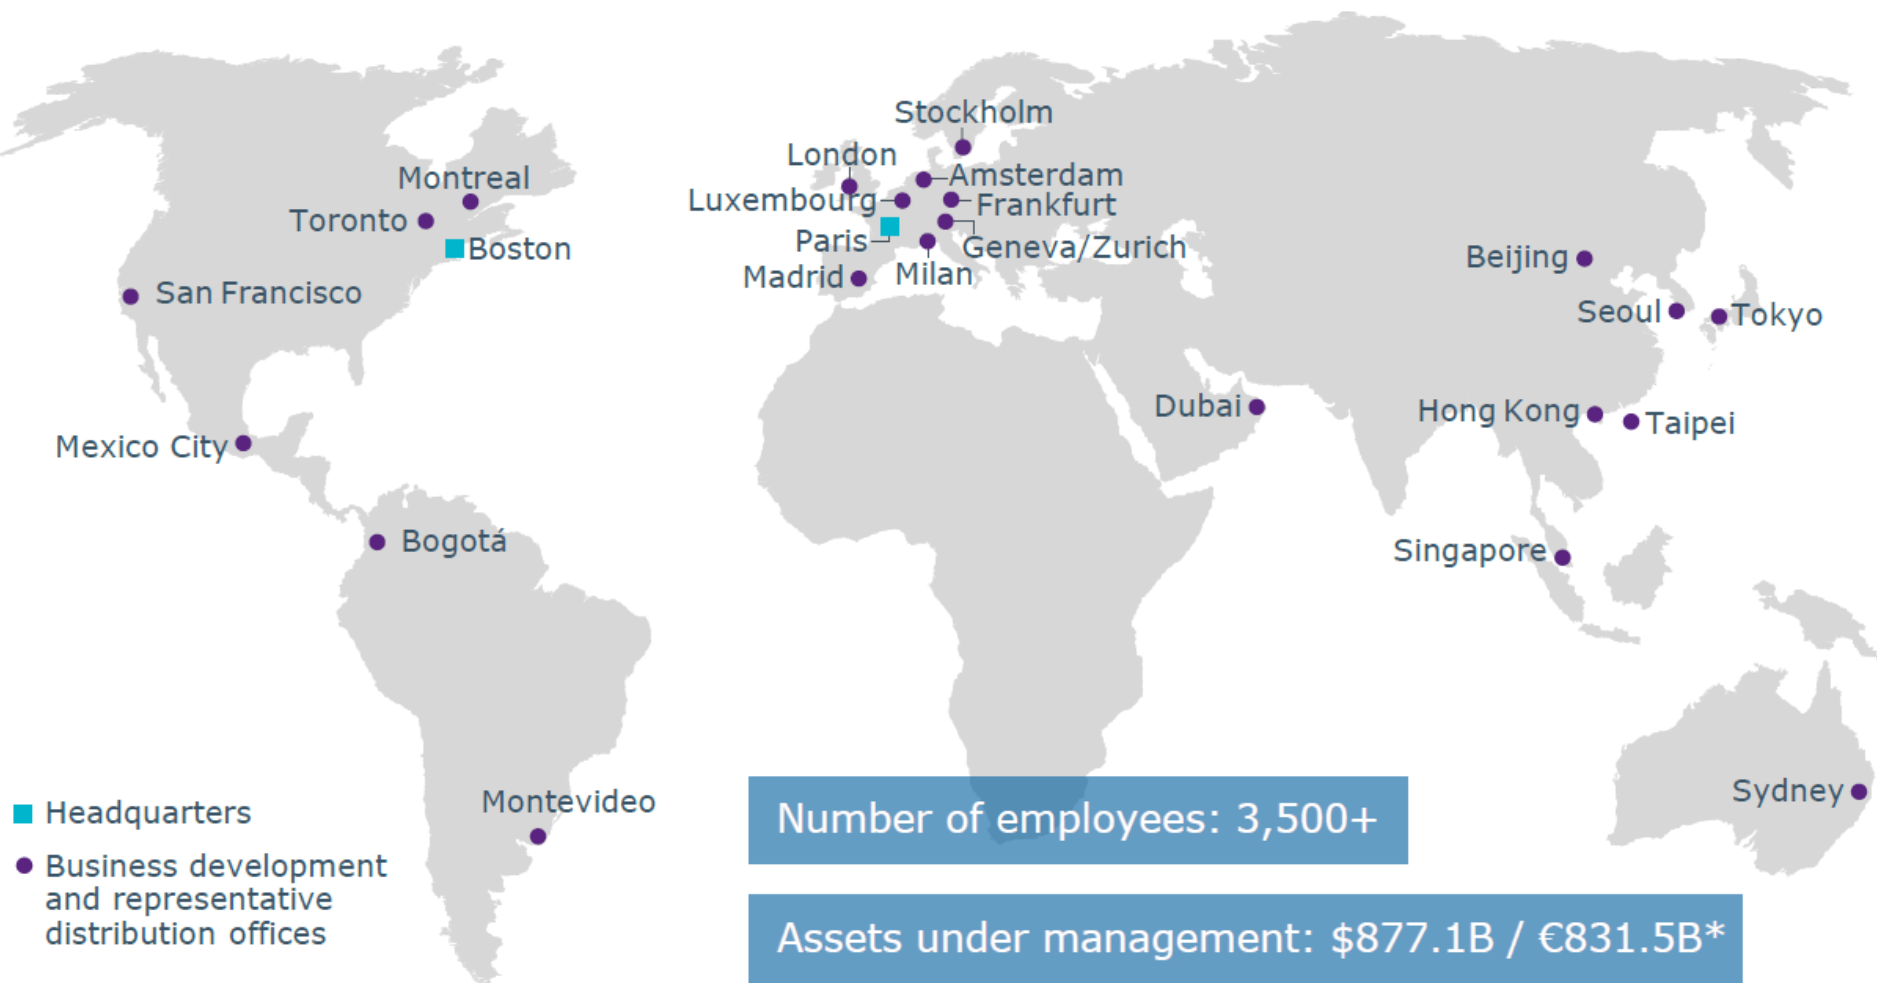 Stockholm
London
Amsterdam
Montreal
Luxembourg
Frankfurt
Toronto
Paris
Geneva/Zurich
Boston
Beijing
Madrid
Milan
San Francisco
Seoul
Tokyo
Dubai
Hong Kong
Taipei
Mexico City
Bogotá
Singapore
Sydney
Montevideo
Headquarters
Business development
and representative
distribution offices
Number of employees: 3,500+
Assets under management: $877.1B / €831.5B*